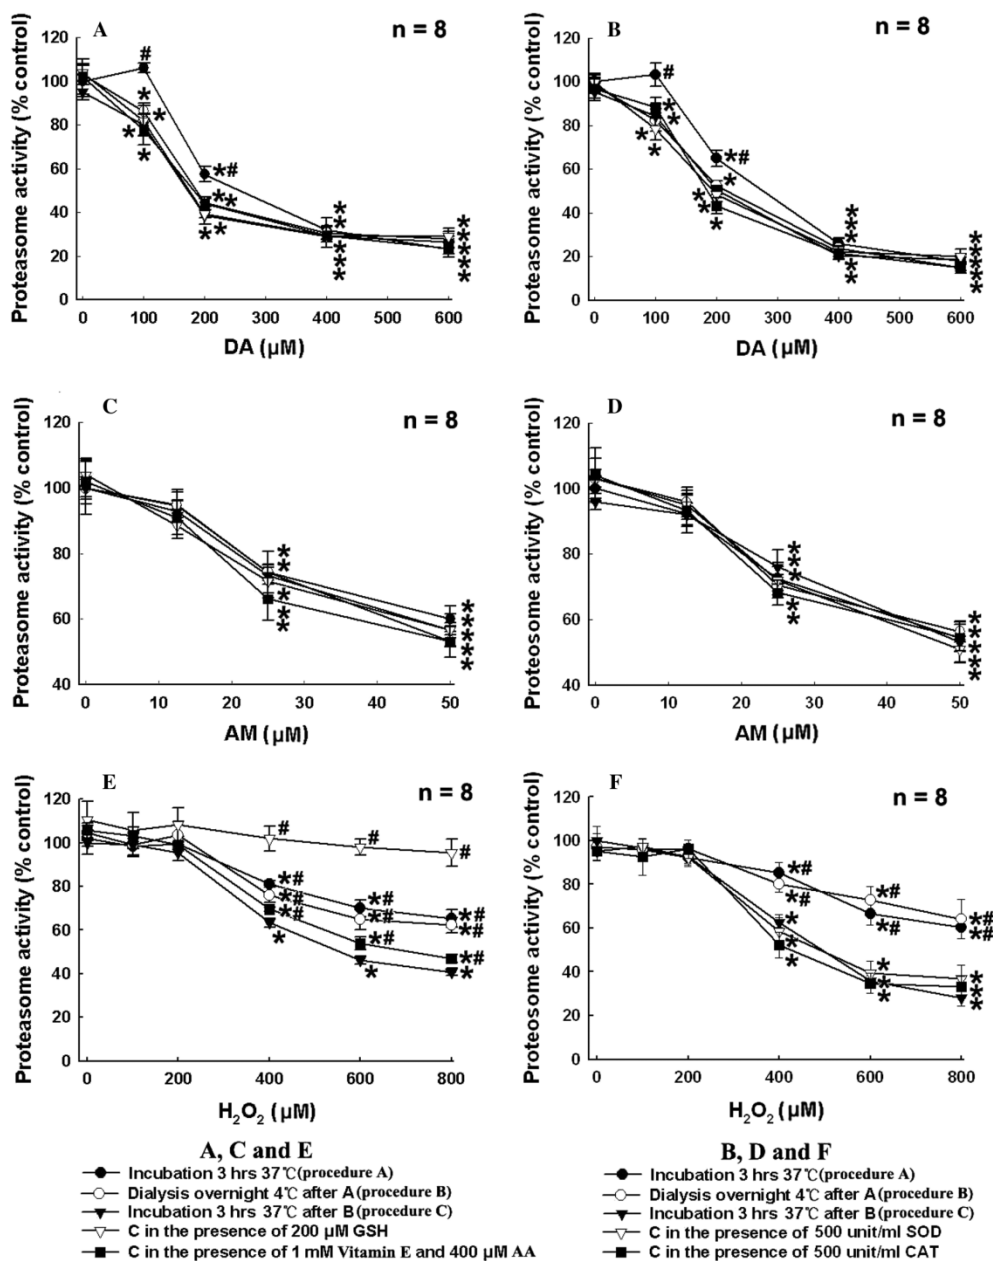 A
n = 8
Proteasome activity (% control)
120
100
80
60
40
20
0
#
*
*
*
*
*#
**
**
*
*
*
*
*
*
*
*
*
*
0 100 200 300 400 500 600
DA (µM)
B
n = 8
Proteasome activity (% control)
120
100
80
60
40
20
0
#
*
*
*
*
*#
*
**
*
*
*
*
*
*
*
*
*
*
*
0 100 200 300 400 500 600
DA (µM)
C
n = 8
Proteasome activity (% control)
120
100
80
60
40
*
*
*
*
*
*
*
*
*
*
0 10 20 30 40 50
AM (µM)
D
n = 8
Proteosome activity (% control)
120
100
80
60
40
*
*
*
*
*
*
*
*
*
*
0 10 20 30 40 50
AM (µM)
E
n = 8
Proteasome activity (% control)
120
100
80
60
40
20
0
#
#
#
*#
*#
*#
*
*#
*#
*#
*
*#
*#
*#
*
0 200 400 600 800
H₂O₂ (µM)
F
n = 8
Proteosome activity (% control)
120
100
80
60
40
20
0
*#
*#
*
*
*
*#
*#
*
*
*
*#
*#
*
*
*
0 200 400 600 800
H₂O₂ (µM)
A, C and E
Incubation 3 hrs 37℃(procedure A)
Dialysis overnight 4℃ after A (procedure B)
Incubation 3 hrs 37℃ after B (procedure C)
C in the presence of 200 µM GSH
C in the presence of 1 mM Vitamin E and 400 µM AA
B, D and F
Incubation 3 hrs 37℃ (procedure A)
Dialysis overnight 4℃ after A (procedure B)
Incubation 3 hrs 37℃ after B (procedure C)
C in the presence of 500 unit/ml SOD
C in the presence of 500 unit/ml CAT